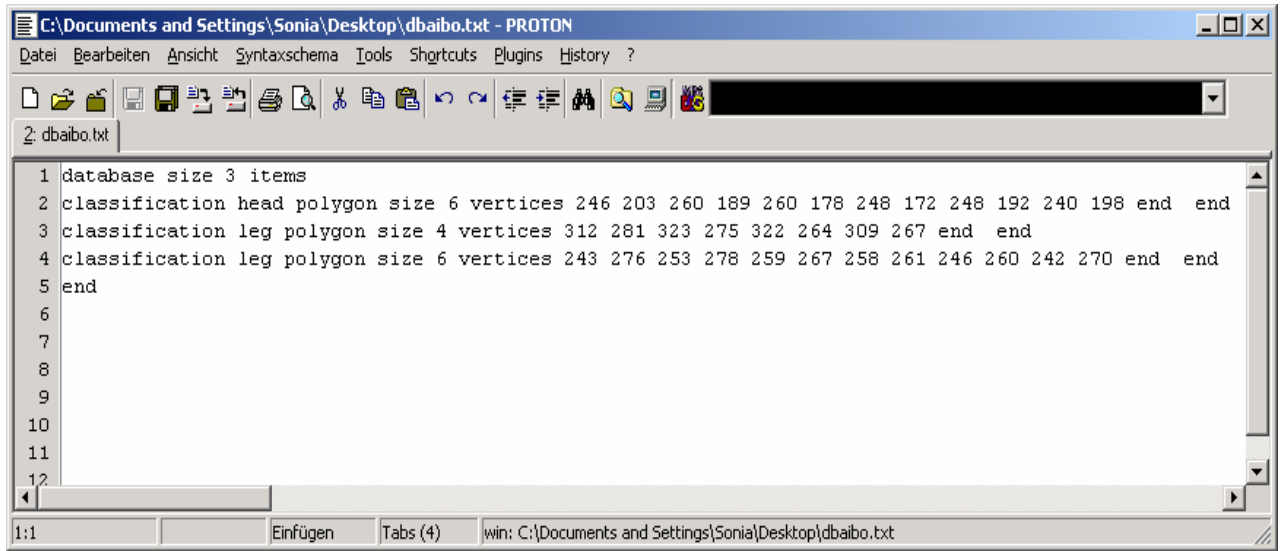 C:\Documents and Settings\Sonia\Desktop\dbaibo.txt - PROTON
Datei Bearbeiten Ansicht Syntaxschema Tools Shortcuts Plugins History ?
2: dbaibo.txt
1 database size 3 items
2 classification head polygon size 6 vertices 246 203 260 189 260 178 248 172 248 192 240 198 end  end
3 classification leg polygon size 4 vertices 312 281 323 275 322 264 309 267 end  end
4 classification leg polygon size 6 vertices 243 276 253 278 259 267 258 261 246 260 242 270 end  end
5 end
6
7
8
9
10
11
12
1:1 Einfügen Tabs (4) win: C:\Documents and Settings\Sonia\Desktop\dbaibo.txt